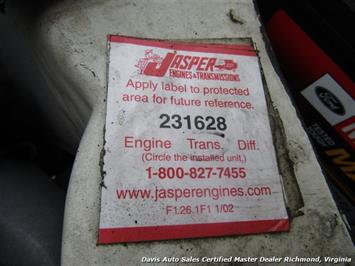 JASPER
ENGINES & TRANSMISSIONS
Apply label to protected
area for future reference.
231628
Engine Trans. Diff.
(Circle the installed unit,)
1-800-827-7455
www.jasperengines.com
F1.26.1F1 1/02
Ford
TESTED
Davis Auto Sales Certified Master Dealer Richmond, Virginia